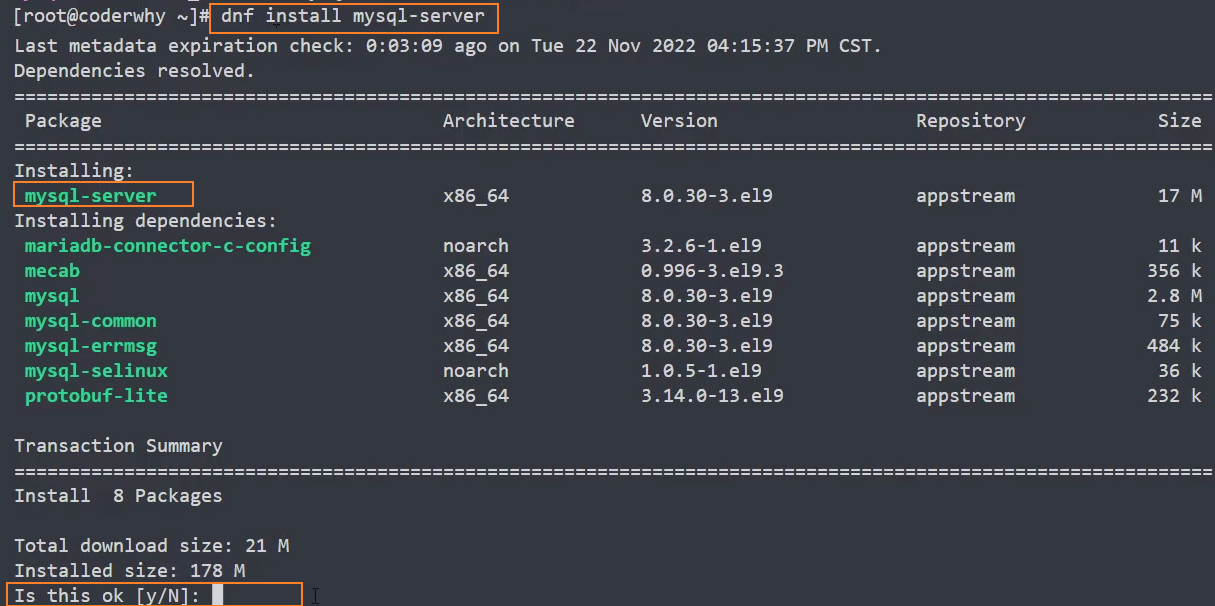 [root@coderwhy ~]# dnf install mysql-server
Last metadata expiration check: 0:03:09 ago on Tue 22 Nov 2022 04:15:37 PM CST.
Dependencies resolved.
================================================================================
Package Architecture Version Repository Size
================================================================================
Installing:
mysql-server x86_64 8.0.30-3.el9 appstream 17 M
Installing dependencies:
mariadb-connector-c-config noarch 3.2.6-1.el9 appstream 11 k
mecab x86_64 0.996-3.el9.3 appstream 356 k
mysql x86_64 8.0.30-3.el9 appstream 2.8 M
mysql-common x86_64 8.0.30-3.el9 appstream 75 k
mysql-errmsg x86_64 8.0.30-3.el9 appstream 484 k
mysql-selinux noarch 1.0.5-1.el9 appstream 36 k
protobuf-lite x86_64 3.14.0-13.el9 appstream 232 k
Transaction Summary
================================================================================
Install 8 Packages
Total download size: 21 M
Installed size: 178 M
Is this ok [y/N]: